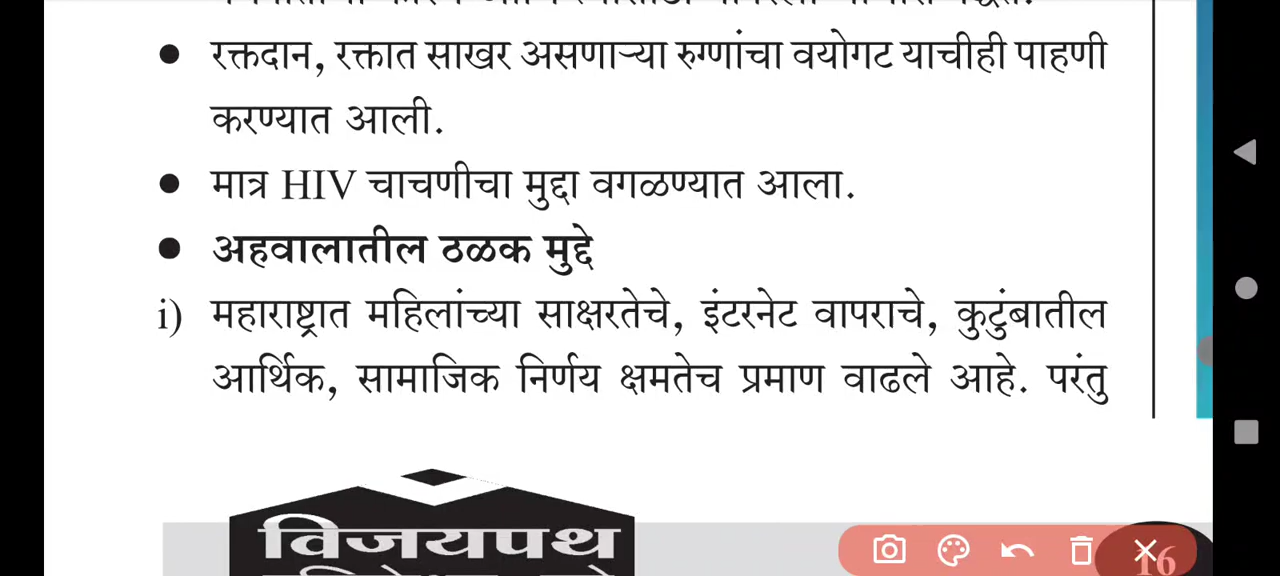 ● रक्तदान, रक्तात साखर असणाऱ्या रुग्णांचा वयोगट याचीही पाहणी
करण्यात आली.
● मात्र HIV चाचणीचा मुद्दा वगळण्यात आला.
● अहवालातील ठळक मुद्दे
i) महाराष्ट्रात महिलांच्या साक्षरतेचे, इंटरनेट वापराचे, कुटुंबातील
आर्थिक, सामाजिक निर्णय क्षमतेच प्रमाण वाढले आहे. परंतु
विजयपथ
16